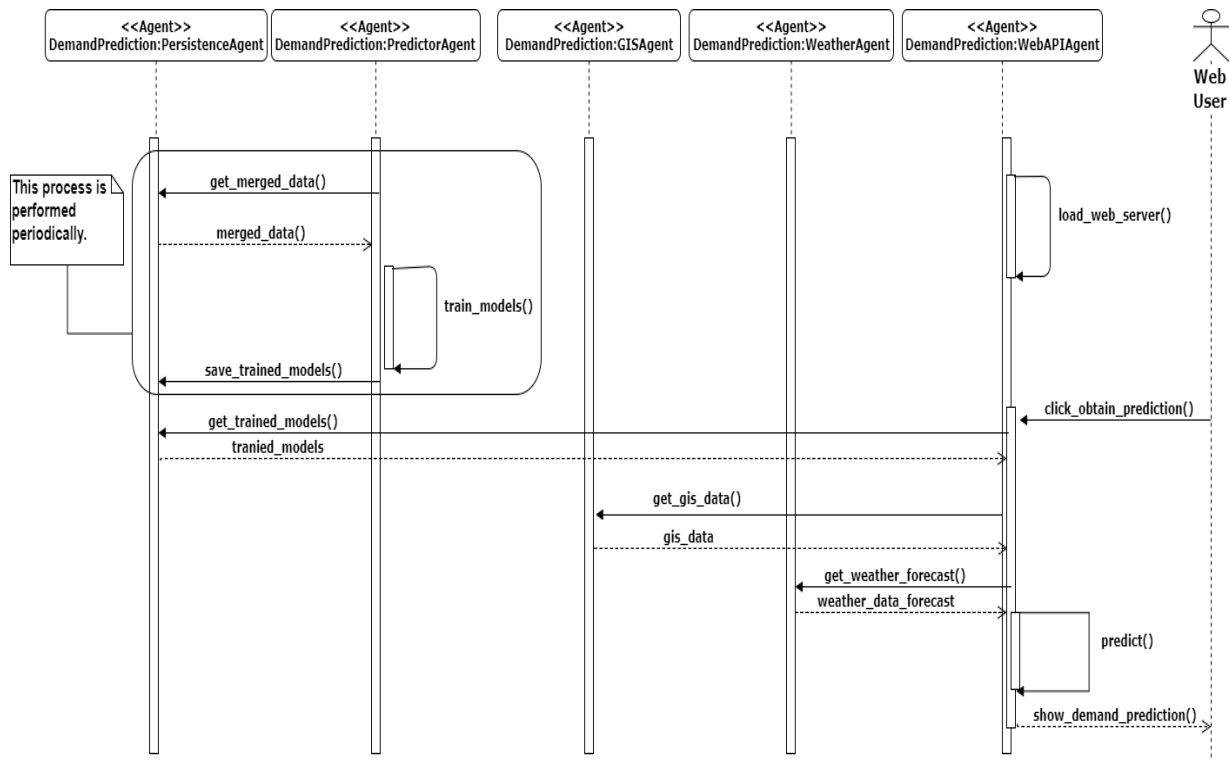 <<Agent>>
DemandPrediction:PersistenceAgent
<<Agent>>
DemandPrediction:PredictorAgent
<<Agent>>
DemandPrediction:GISAgent
<<Agent>>
DemandPrediction:WeatherAgent
<<Agent>>
DemandPrediction:WebAPIAgent
Web
User
This process is
performed
periodically.
get_merged_data()
merged_data()
load_web_server()
train_models()
save_trained_models()
click_obtain_prediction()
get_trained_models()
tranied_models
get_gis_data()
gis_data
get_weather_forecast()
weather_data_forecast
predict()
show_demand_prediction()